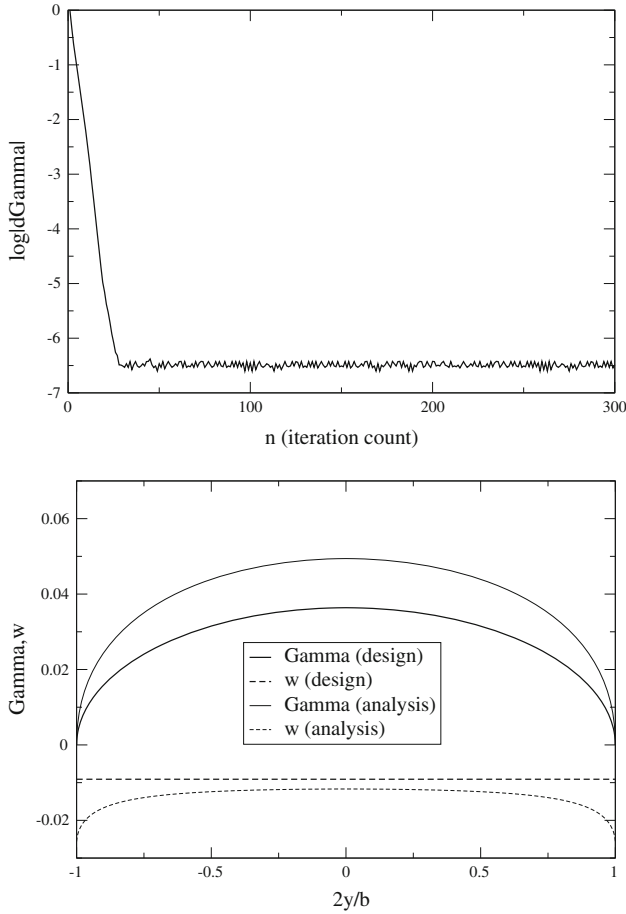 0
-1
-2
-3
-4
-5
-6
-7
log|dGamma|
0
100
200
300
n (iteration count)
0.06
0.04
0.02
0
-0.02
Gamma,w
Gamma (design)
w (design)
Gamma (analysis)
w (analysis)
-1
-0.5
0
0.5
1
2y/b